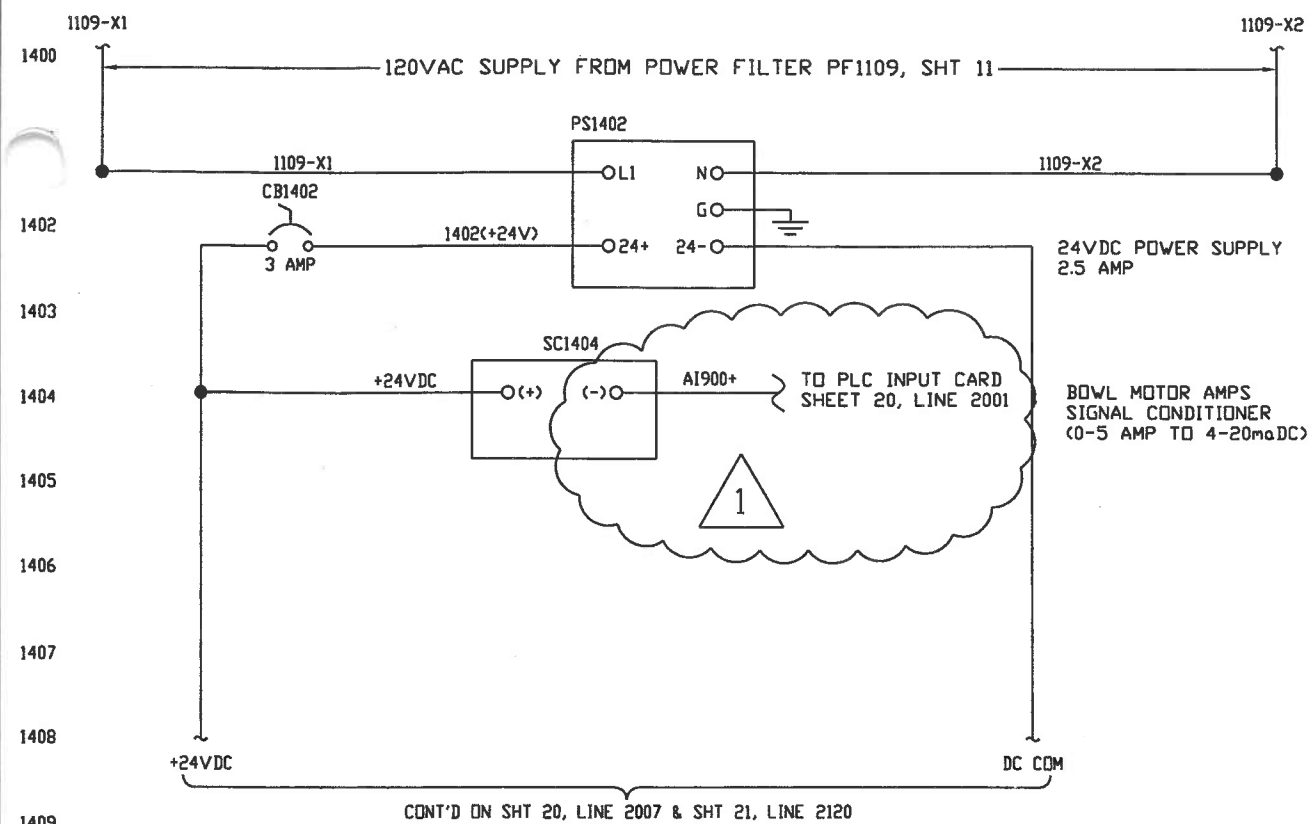 1109-X1
1109-X2
1400
120VAC SUPPLY FROM POWER FILTER PF1109, SHT 11
PS1402
1109-X1
L1
N
1109-X2
CB1402
G
1402
1402(+24V)
24+
24-
24VDC POWER SUPPLY
3 AMP
2.5 AMP
1403
SC1404
+24VDC
(+)
(-)
AI900+
TO PLC INPUT CARD
SHEET 20, LINE 2001
1404
BOWL MOTOR AMPS
SIGNAL CONDITIONER
(0-5 AMP TO 4-20maDC)
1405
1
1406
1407
1408
+24VDC
DC COM
CONT'D ON SHT 20, LINE 2007 & SHT 21, LINE 2120
1409